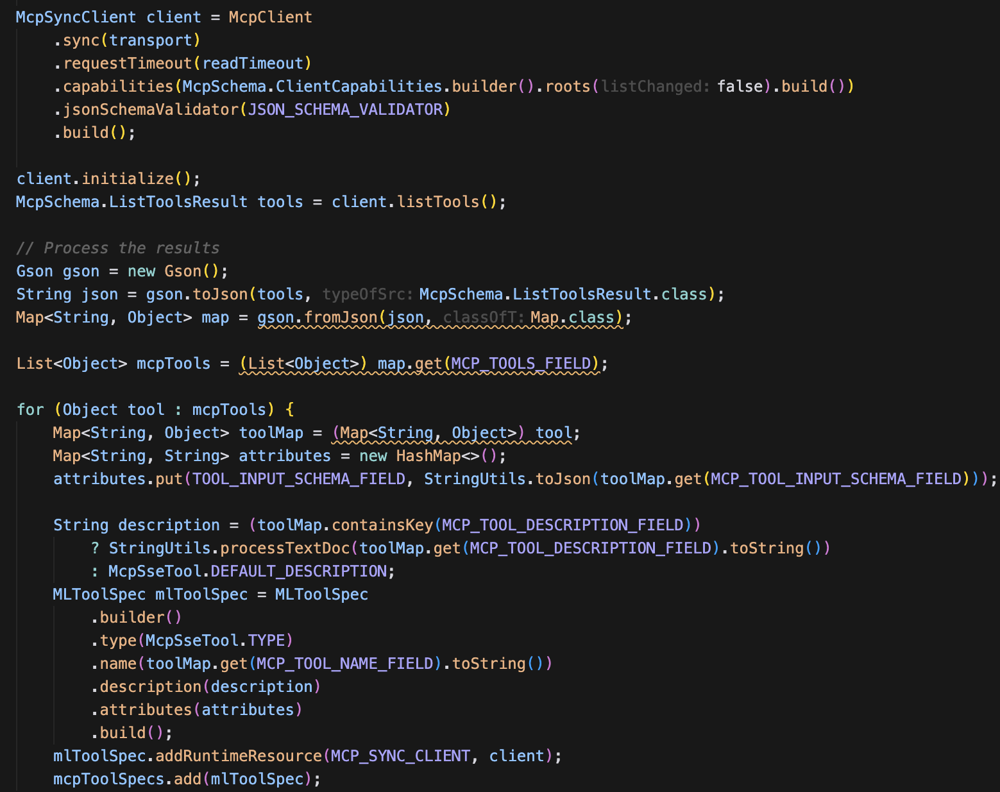 McpSyncClient client = McpClient
    .sync(transport)
    .requestTimeout(readTimeout)
    .capabilities(McpSchema.ClientCapabilities.builder().roots(listChanged: false).build())
    .jsonSchemaValidator(JSON_SCHEMA_VALIDATOR)
    .build();

client.initialize();
McpSchema.ListToolsResult tools = client.listTools();

// Process the results
Gson gson = new Gson();
String json = gson.toJson(tools, typeOfSrc: McpSchema.ListToolsResult.class);
Map<String, Object> map = gson.fromJson(json, classOfT: Map.class);

List<Object> mcpTools = (List<Object>) map.get(MCP_TOOLS_FIELD);

for (Object tool : mcpTools) {
    Map<String, Object> toolMap = (Map<String, Object>) tool;
    Map<String, String> attributes = new HashMap<>();
    attributes.put(TOOL_INPUT_SCHEMA_FIELD, StringUtils.toJson(toolMap.get(MCP_TOOL_INPUT_SCHEMA_FIELD)));

    String description = (toolMap.containsKey(MCP_TOOL_DESCRIPTION_FIELD))
        ? StringUtils.processTextDoc(toolMap.get(MCP_TOOL_DESCRIPTION_FIELD).toString())
        : McpSseTool.DEFAULT_DESCRIPTION;
    MLToolSpec mlToolSpec = MLToolSpec
        .builder()
        .type(McpSseTool.TYPE)
        .name(toolMap.get(MCP_TOOL_NAME_FIELD).toString())
        .description(description)
        .attributes(attributes)
        .build();
    mlToolSpec.addRuntimeResource(MCP_SYNC_CLIENT, client);
    mcpToolSpecs.add(mlToolSpec);